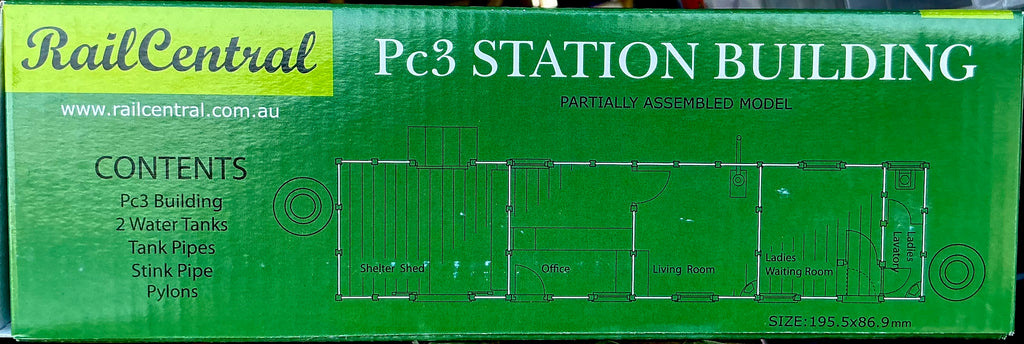 RailCentral
www.railcentral.com.au
Pc3 STATION BUILDING
PARTIALLY ASSEMBLED MODEL
CONTENTS
Pc3 Building
2 Water Tanks
Tank Pipes
Stink Pipe
Pylons
Shelter Shed
Office
Living Room
Ladies
Waiting Room
Ladies
Lavatory
SIZE:195.5x86.9mm